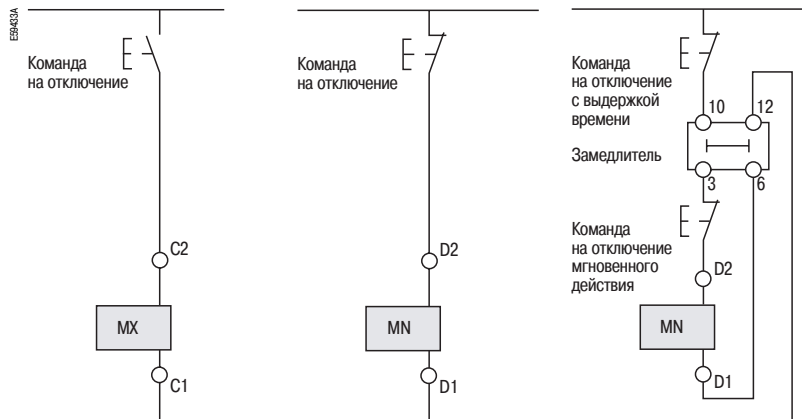 E59433A
Команда
на отключение
C2
MX
C1
Команда
на отключение
D2
MN
D1
Команда
на отключение
с выдержкой
времени
10
12
Замедлитель
3
6
Команда
на отключение
мгновенного
действия
D2
MN
D1